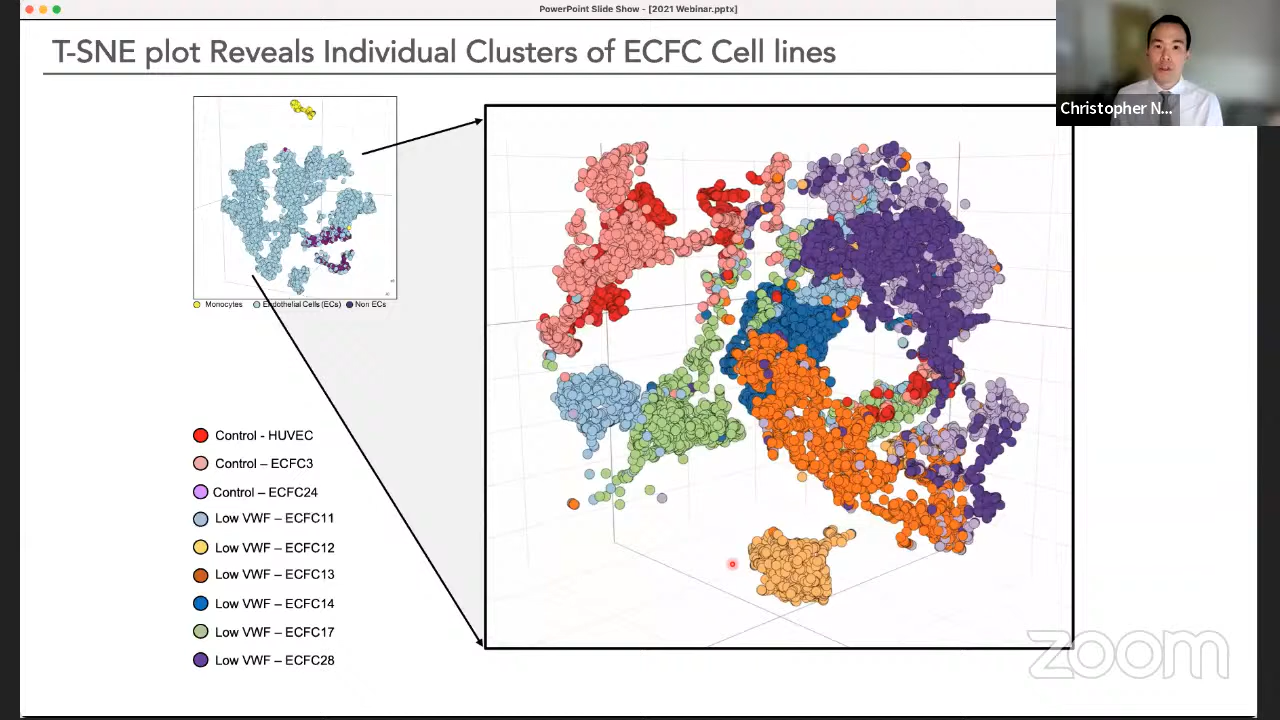 PowerPoint Slide Show - [2021 Webinar.pptx]
T-SNE plot Reveals Individual Clusters of ECFC Cell lines
Christopher N...
Monocytes Endothelial Cells (ECs) Non ECs
Control - HUVEC
Control – ECFC3
Control – ECFC24
Low VWF – ECFC11
Low VWF – ECFC12
Low VWF – ECFC13
Low VWF – ECFC14
Low VWF – ECFC17
Low VWF – ECFC28
zoom